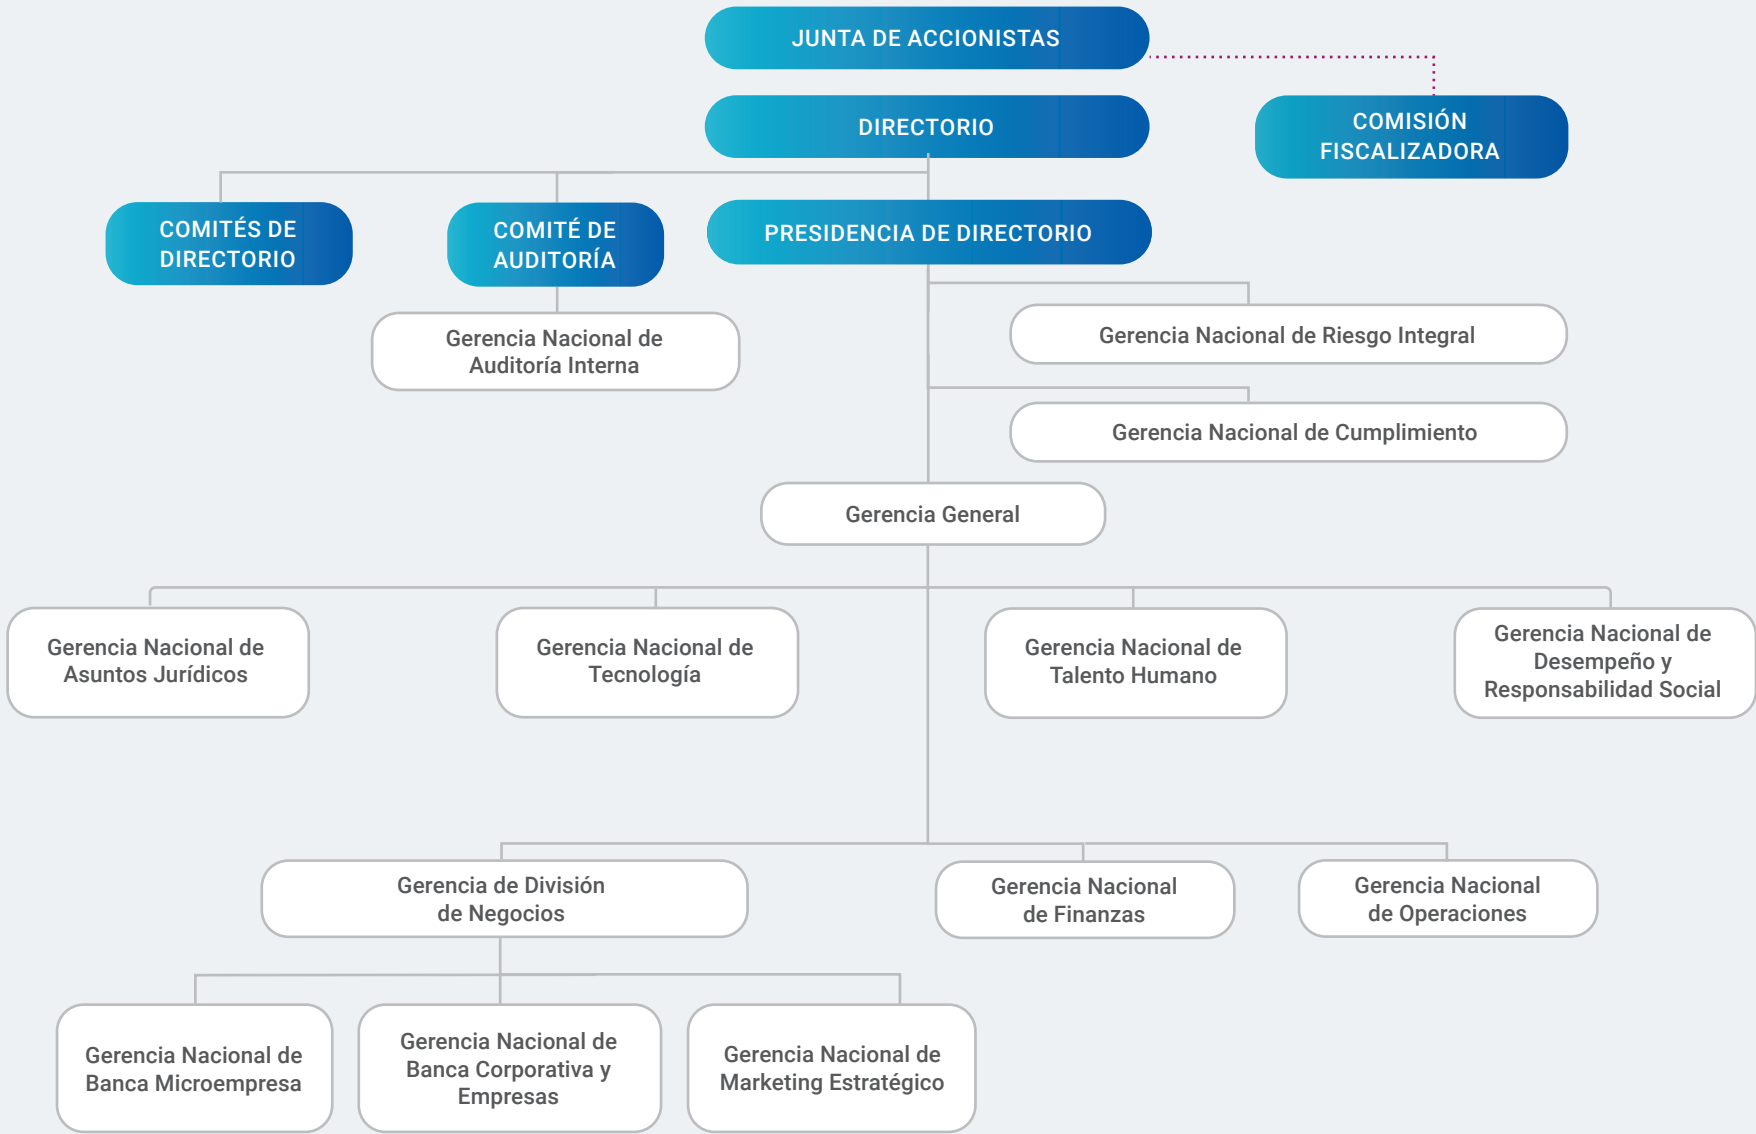 JUNTA DE ACCIONISTAS
DIRECTORIO
COMISIÓN
FISCALIZADORA
COMITÉS DE
DIRECTORIO
COMITÉ DE
AUDITORÍA
PRESIDENCIA DE DIRECTORIO
Gerencia Nacional de
Auditoría Interna
Gerencia Nacional de Riesgo Integral
Gerencia Nacional de Cumplimiento
Gerencia General
Gerencia Nacional de
Asuntos Jurídicos
Gerencia Nacional de
Tecnología
Gerencia Nacional de
Talento Humano
Gerencia Nacional de
Desempeño y
Responsabilidad Social
Gerencia de División
de Negocios
Gerencia Nacional
de Finanzas
Gerencia Nacional
de Operaciones
Gerencia Nacional de
Banca Microempresa
Gerencia Nacional de
Banca Corporativa y
Empresas
Gerencia Nacional de
Marketing Estratégico